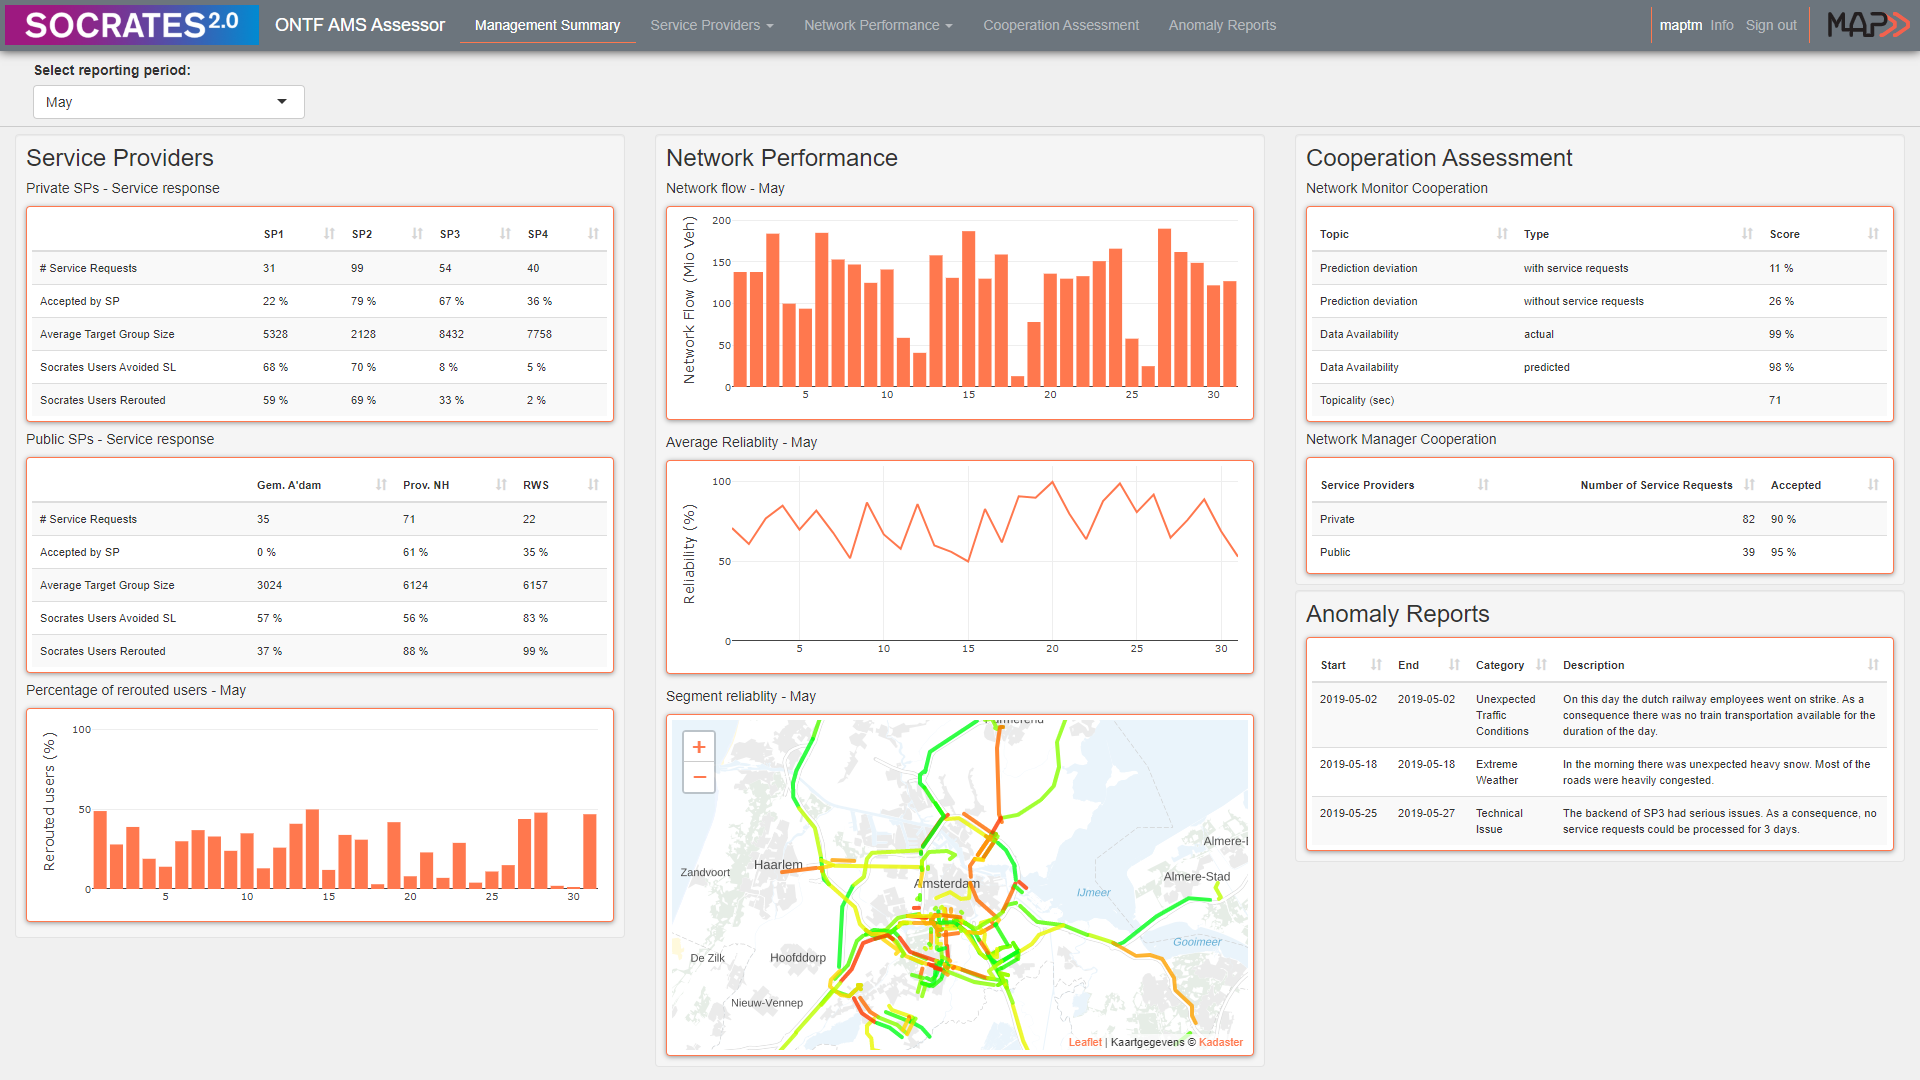 SOCRATES2.0
ONTF AMS Assessor
Management Summary
Service Providers
Network Performance
Cooperation Assessment
Anomaly Reports
maptm
Info
Sign out
MAP
Select reporting period:
May
Service Providers
Private SPs - Service response
SP1 SP2 SP3 SP4
# Service Requests 31 99 54 40
Accepted by SP 22 % 79 % 67 % 36 %
Average Target Group Size 5328 2128 8432 7758
Socrates Users Avoided SL 68 % 70 % 8 % 5 %
Socrates Users Rerouted 59 % 69 % 33 % 2 %
Public SPs - Service response
Gem. A'dam Prov. NH RWS
# Service Requests 35 71 22
Accepted by SP 0 % 61 % 35 %
Average Target Group Size 3024 6124 6157
Socrates Users Avoided SL 57 % 56 % 83 %
Socrates Users Rerouted 37 % 88 % 99 %
Percentage of rerouted users - May
Rerouted users (%)
100
50
0
5 10 15 20 25 30
Network Performance
Network flow - May
Network Flow (Mio Veh)
200
150
100
50
0
5 10 15 20 25 30
Average Reliablity - May
Reliability (%)
100
50
0
5 10 15 20 25 30
Segment reliablity - May
+
−
Haarlem
Zandvoort
Amsterdam
Almere-Stad
IJmeer
Gooimeer
De Zilk
Hoofddorp
Nieuw-Vennep
Leaflet | Kaartgegevens © Kadaster
Cooperation Assessment
Network Monitor Cooperation
Topic Type Score
Prediction deviation with service requests 11 %
Prediction deviation without service requests 26 %
Data Availability actual 99 %
Data Availability predicted 98 %
Topicality (sec) 71
Network Manager Cooperation
Service Providers Number of Service Requests Accepted
Private 82 90 %
Public 39 95 %
Anomaly Reports
Start End Category Description
2019-05-02 2019-05-02 Unexpected Traffic Conditions On this day the dutch railway employees went on strike. As a
consequence there was no train transportation available for the
duration of the day.
2019-05-18 2019-05-18 Extreme Weather In the morning there was unexpected heavy snow. Most of the
roads were heavily congested.
2019-05-25 2019-05-27 Technical Issue The backend of SP3 had serious issues. As a consequence, no
service requests could be processed for 3 days.